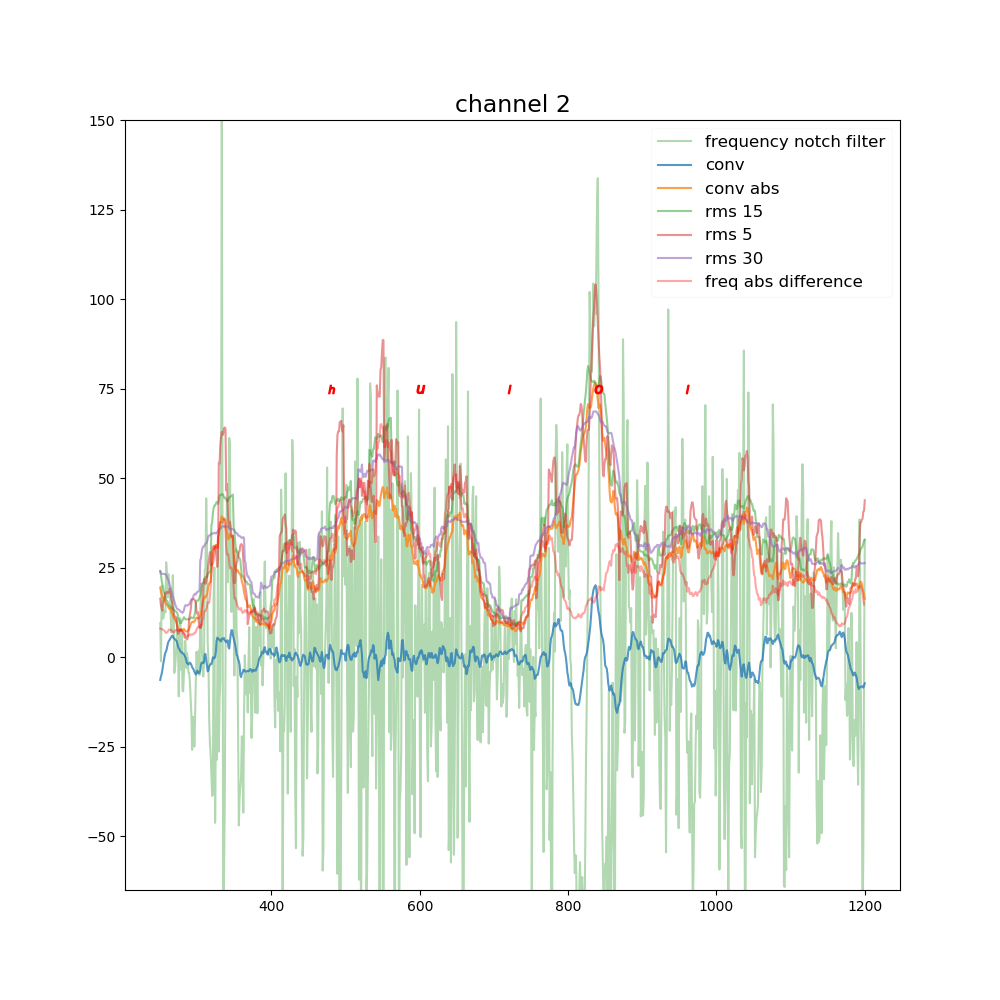 channel 2
150
125
100
75
50
25
0
−25
−50
frequency notch filter
conv
conv abs
rms 15
rms 5
rms 30
freq abs difference
h u l o l
400 600 800 1000 1200